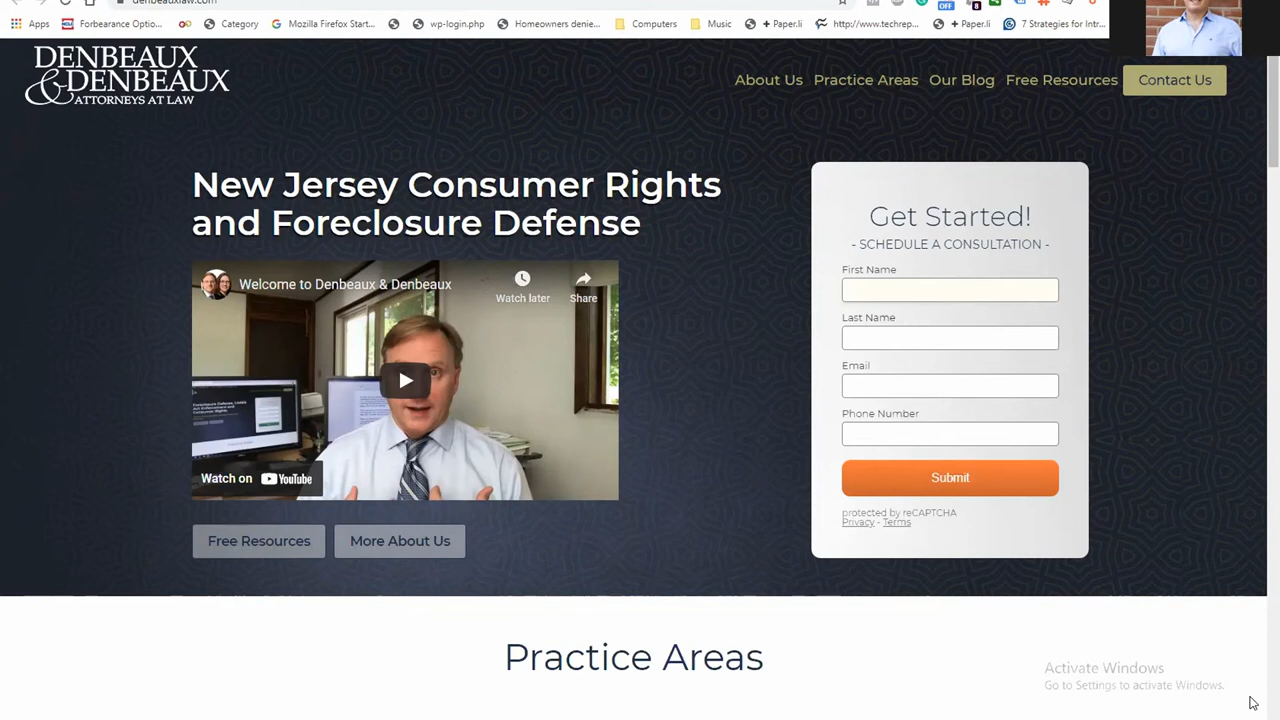 denbeauxlaw.com
Apps
Forbearance Optio...
Category
Mozilla Firefox Start...
wp-login.php
Homeowners denie...
Computers
Music
+ Paper.li
http://www.techrep...
+ Paper.li
7 Strategies for Intr...
OFF
8
DENBEAUX
& DENBEAUX
ATTORNEYS AT LAW
About Us
Practice Areas
Our Blog
Free Resources
Contact Us
New Jersey Consumer Rights
and Foreclosure Defense
Welcome to Denbeaux & Denbeaux
Watch later
Share
Watch on YouTube
Free Resources
More About Us
Get Started!
- SCHEDULE A CONSULTATION -
First Name
Last Name
Email
Phone Number
Submit
protected by reCAPTCHA
Privacy - Terms
Practice Areas
Activate Windows
Go to Settings to activate Windows.